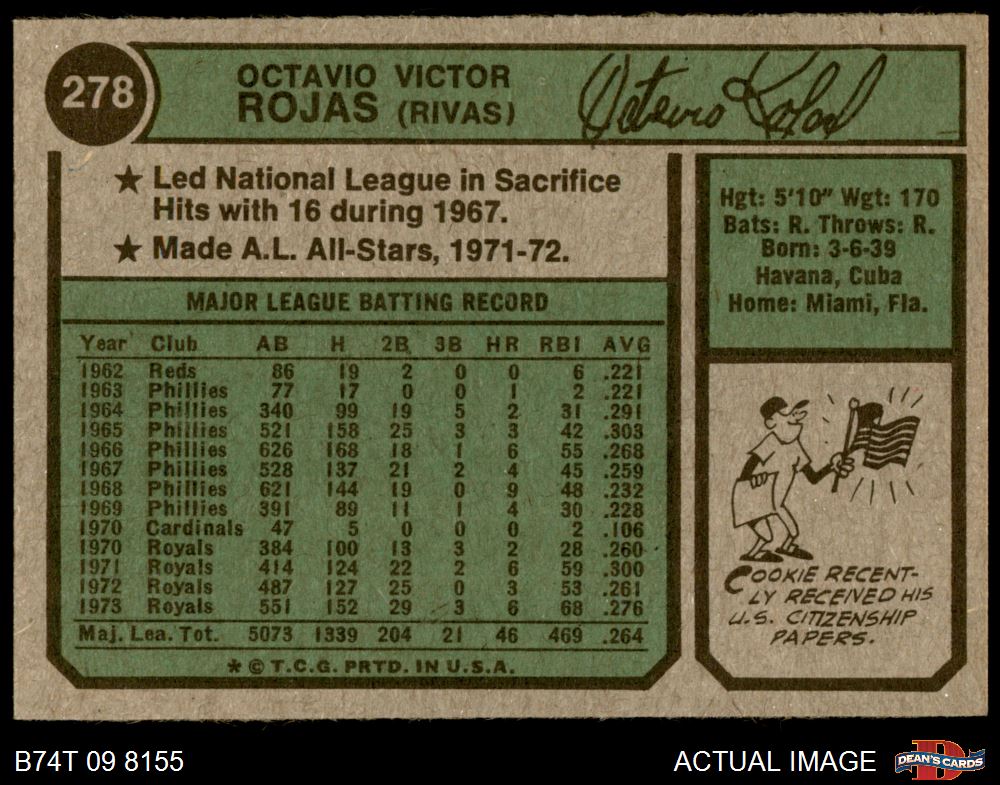 278
OCTAVIO VICTOR
ROJAS (RIVAS)
Octavio Rojas
★ Led National League in Sacrifice
Hits with 16 during 1967.
★ Made A.L. All-Stars, 1971-72.
Hgt: 5'10" Wgt: 170
Bats: R. Throws: R.
Born: 3-6-39
Havana, Cuba
Home: Miami, Fla.
MAJOR LEAGUE BATTING RECORD
Year Club AB H 2B 3B HR RBI AVG
1962 Reds 86 19 2 0 0 6 .221
1963 Phillies 77 17 0 0 1 2 .221
1964 Phillies 340 99 19 5 2 31 .291
1965 Phillies 521 158 25 3 3 42 .303
1966 Phillies 626 168 18 1 6 55 .268
1967 Phillies 528 137 21 2 4 45 .259
1968 Phillies 621 144 19 0 9 48 .232
1969 Phillies 391 89 11 1 4 30 .228
1970 Cardinals 47 5 0 0 0 2 .106
1970 Royals 384 100 13 3 2 28 .260
1971 Royals 414 124 22 2 6 59 .300
1972 Royals 487 127 25 0 3 53 .261
1973 Royals 551 152 29 3 6 68 .276
Maj. Lea. Tot. 5073 1339 204 21 46 469 .264
* © T.C.G. PRTD. IN U.S.A.
COOKIE RECENT-
LY RECEIVED HIS
U.S. CITIZENSHIP
PAPERS.
B74T 09 8155
ACTUAL IMAGE
D
DEAN'S CARDS